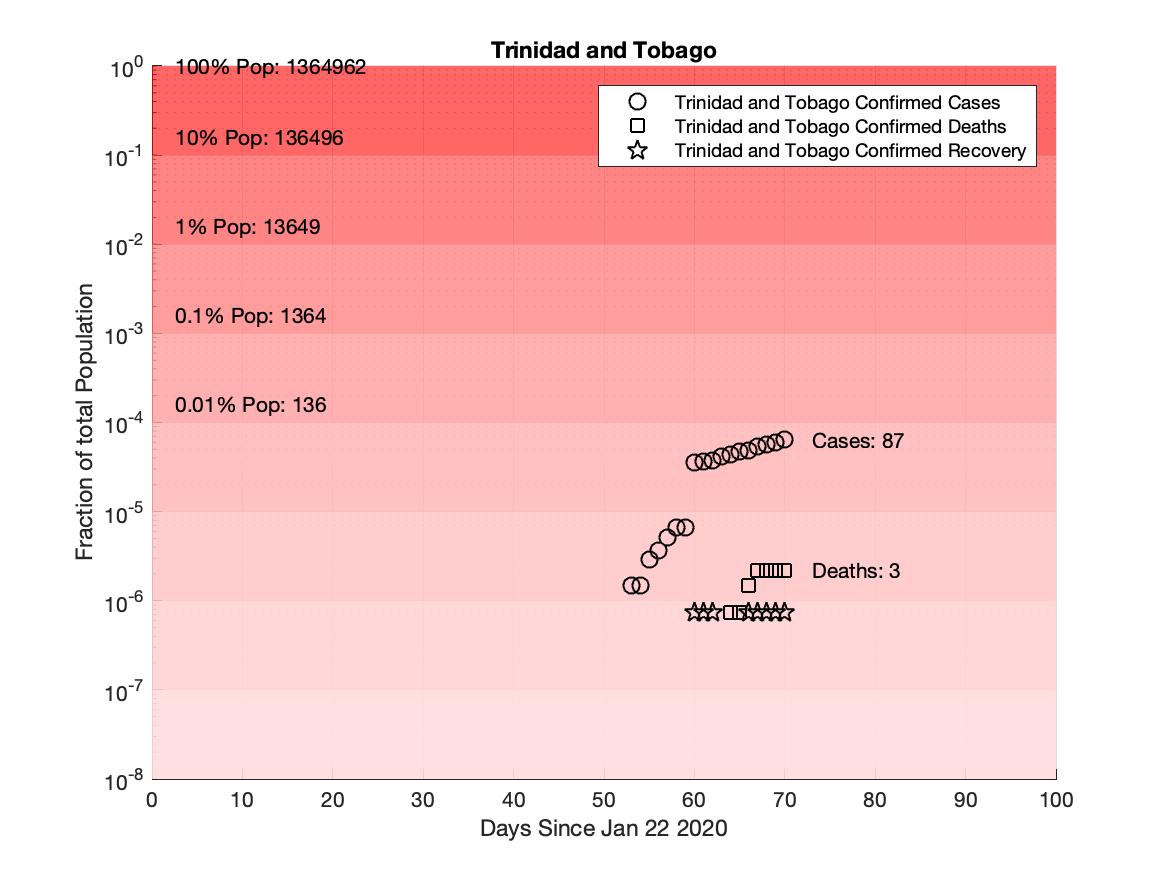 Trinidad and Tobago
10^0
100% Pop: 1364962
Trinidad and Tobago Confirmed Cases
Trinidad and Tobago Confirmed Deaths
Trinidad and Tobago Confirmed Recovery
10% Pop: 136496
10^-1
1% Pop: 13649
10^-2
0.1% Pop: 1364
10^-3
0.01% Pop: 136
10^-4
Cases: 87
10^-5
Deaths: 3
10^-6
10^-7
10^-8
Fraction of total Population
0 10 20 30 40 50 60 70 80 90 100
Days Since Jan 22 2020